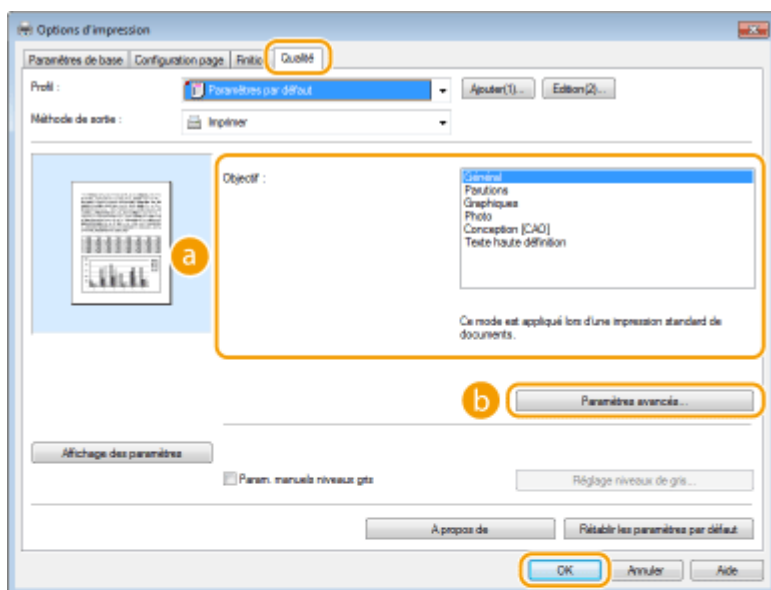 Options d'impression
Paramètres de base Configuration page Finitio Qualité
Profil : Paramètres par défaut Ajouter(1)... Edition(2)...
Méthode de sortie : Imprimer
Objectif : Général
Parutions
Graphiques
Photo
Conception [CAO]
Texte haute définition
a
Ce mode est appliqué lors d'une impression standard de
documents.
b Paramètres avancés...
Affichage des paramètres
Param. manuels niveaux gris Réglage niveaux de gris...
A propos de Rétablir les paramètres par défaut
OK Annuler Aide